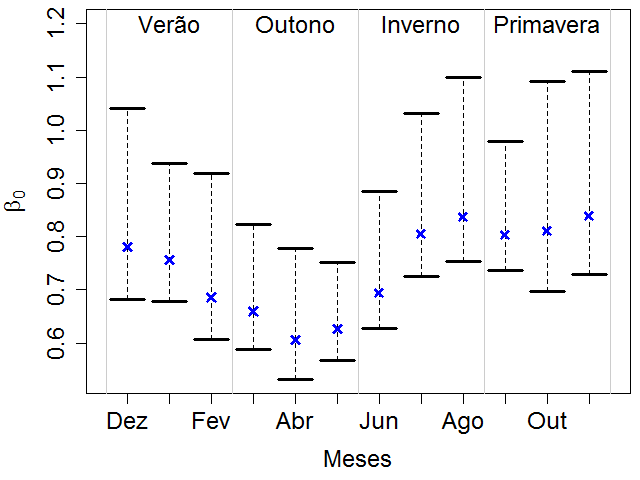 Verão Outono Inverno Primavera
1.2
1.1
1.0
0.9
0.8
0.7
0.6
β₀
Dez Fev Abr Jun Ago Out
Meses